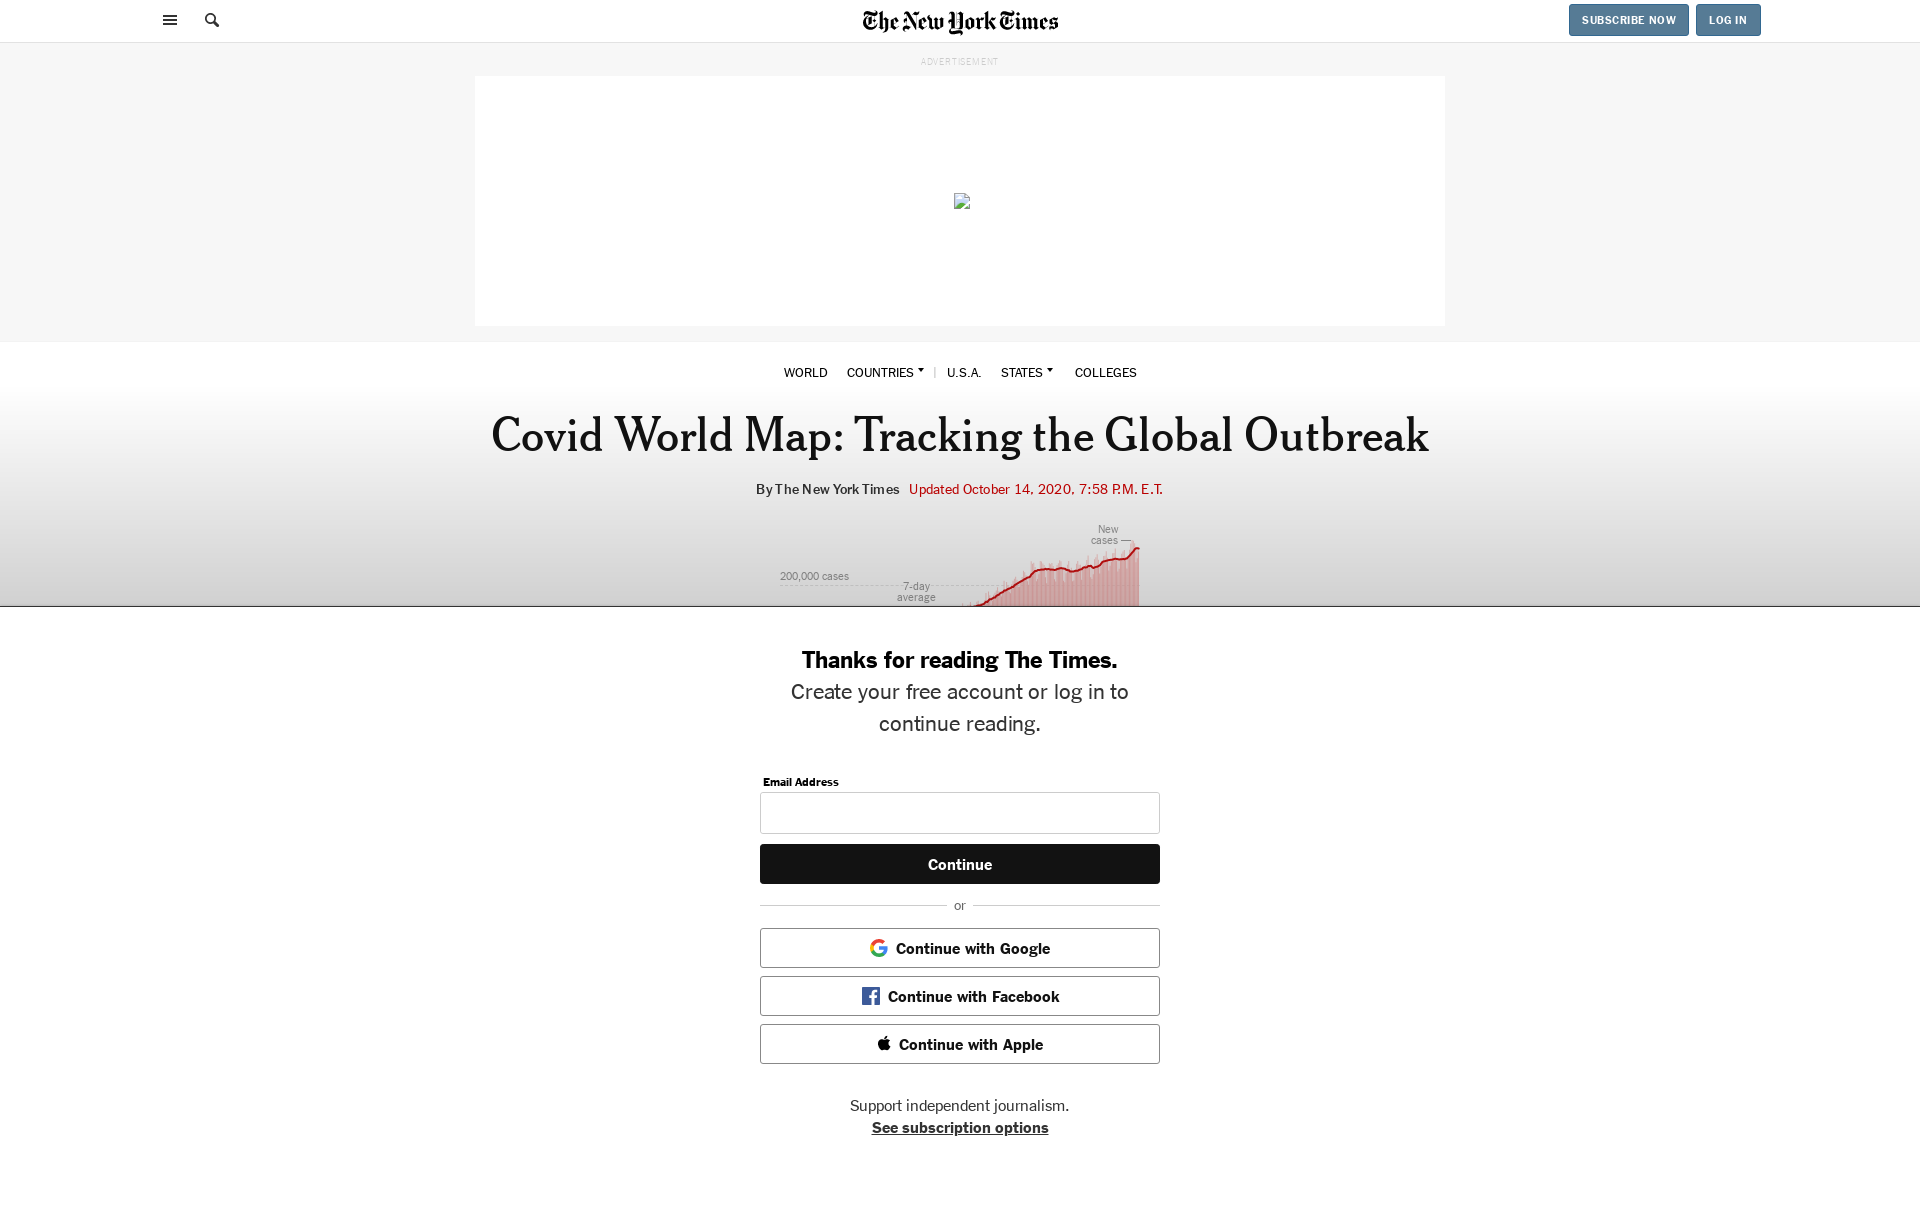 The New York Times
SUBSCRIBE NOW
LOG IN
ADVERTISEMENT
WORLD COUNTRIES U.S.A. STATES COLLEGES
Covid World Map: Tracking the Global Outbreak
By The New York Times Updated October 14, 2020, 7:58 P.M. E.T.
New
cases
200,000 cases
7-day
average
Thanks for reading The Times.
Create your free account or log in to
continue reading.
Email Address
Continue
or
Continue with Google
Continue with Facebook
Continue with Apple
Support independent journalism.
See subscription options